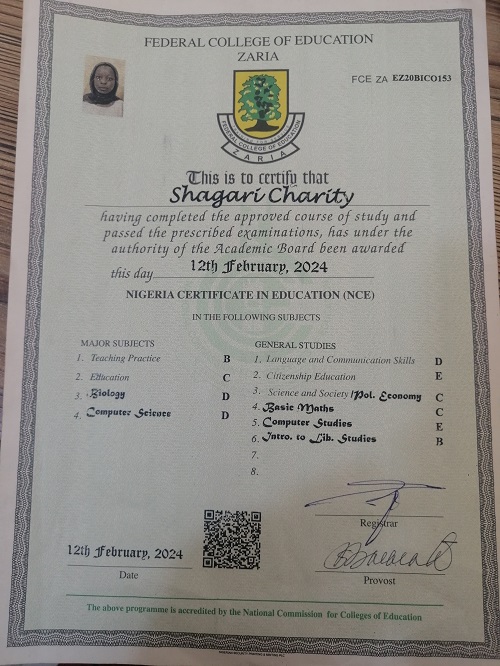 FEDERAL COLLEGE OF EDUCATION
ZARIA
FCE ZA EZ20BICO153
FEDERAL COLLEGE OF EDUCATION
ZARIA
This is to certify that
Shagari Charity
having completed the approved course of study and
passed the prescribed examinations, has under the
authority of the Academic Board been awarded
this day 12th February, 2024
NIGERIA CERTIFICATE IN EDUCATION (NCE)
IN THE FOLLOWING SUBJECTS
MAJOR SUBJECTS
1. Teaching Practice B
2. Education C
3. Biology D
4. Computer Science D
GENERAL STUDIES
1. Language and Communication Skills D
2. Citizenship Education E
3. Science and Society /Pol. Economy C
4. Basic Maths C
5. Computer Studies E
6. Intro. to Lib. Studies B
7.
8.
Registrar
12th February, 2024
Date
Provost
The above programme is accredited by the National Commission for Colleges of Education